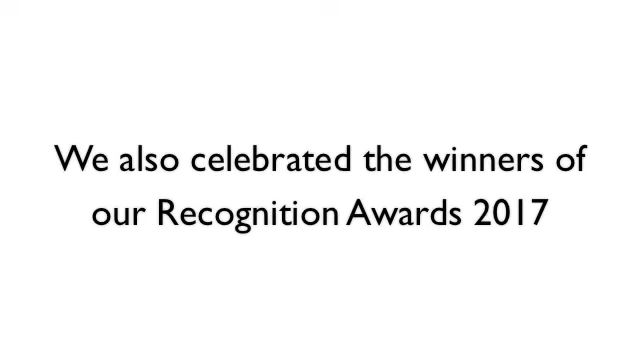 We also celebrated the winners of
our Recognition Awards 2017